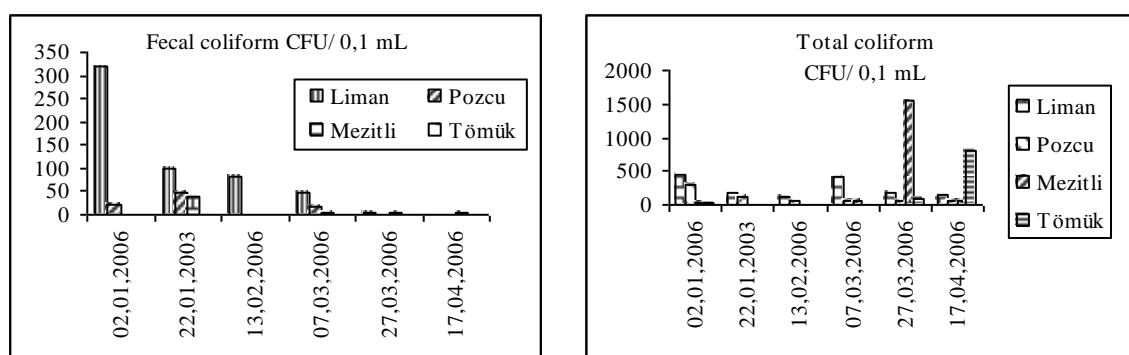 Fecal coliform CFU/ 0,1 mL
350
300
250
200
150
100
50
0
Liman Pozcu
Mezitli Tömük
02,01,2006
22,01,2003
13,02,2006
07,03,2006
27,03,2006
17,04,2006
Total coliform
CFU/ 0,1 mL
2000
1500
1000
500
0
Liman
Pozcu
Mezitli
Tömük
02,01,2006
22,01,2003
13,02,2006
07,03,2006
27,03,2006
17,04,2006